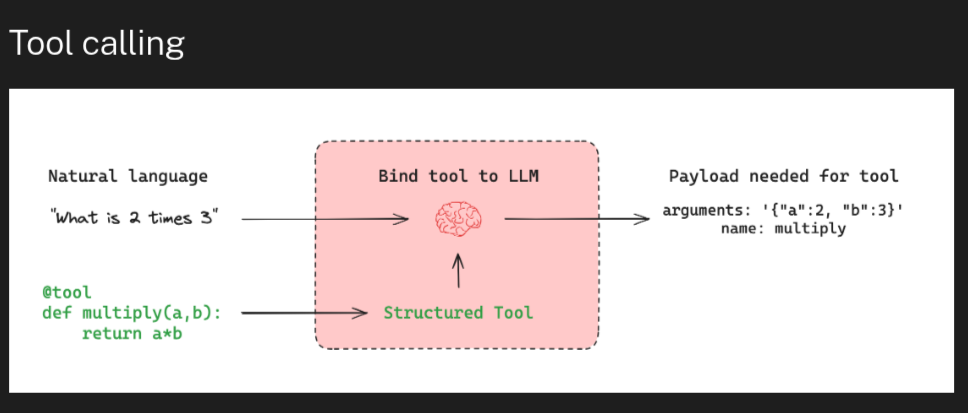 Tool calling
Natural language
"What is 2 times 3"
@tool
def multiply(a,b):
    return a*b
Bind tool to LLM
Structured Tool
Payload needed for tool
arguments: '{"a":2, "b":3}'
name: multiply